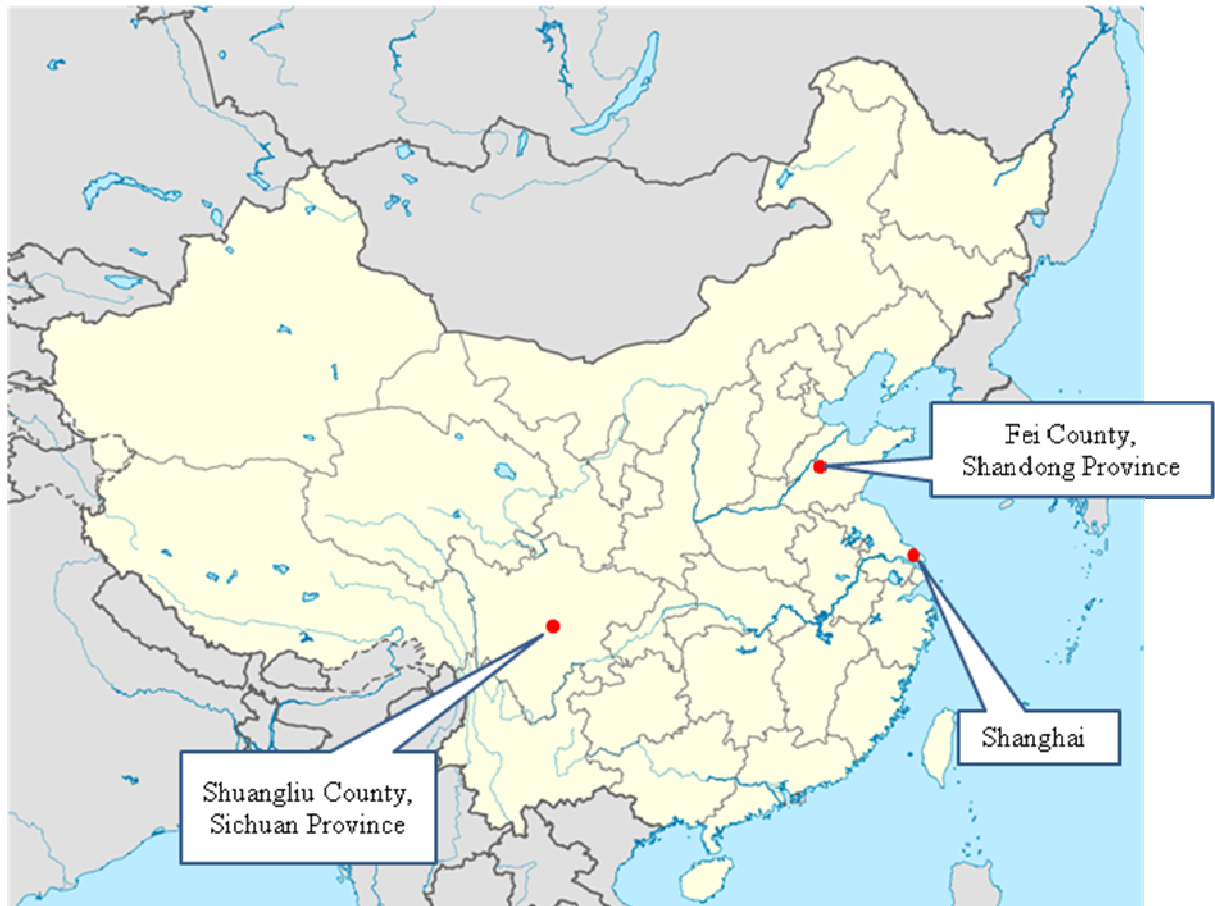 Fei County,
Shandong Province
Shanghai
Shuangliu County,
Sichuan Province